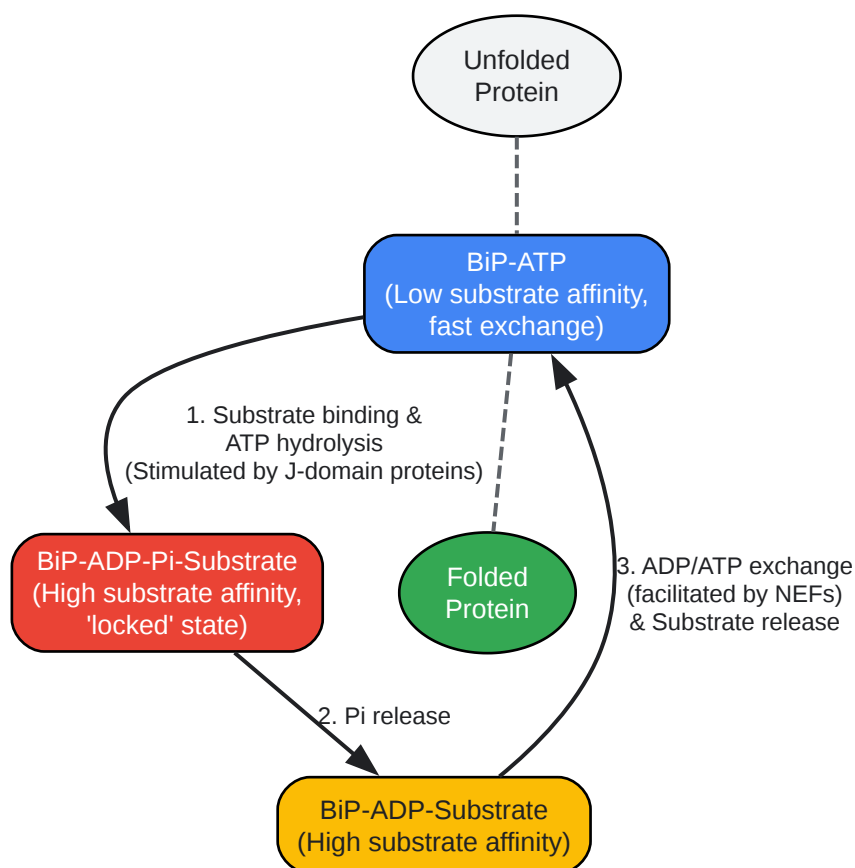 Unfolded
Protein
BiP-ATP
(Low substrate affinity,
fast exchange)
1. Substrate binding &
ATP hydrolysis
(Stimulated by J-domain proteins)
BiP-ADP-Pi-Substrate
(High substrate affinity,
'locked' state)
Folded
Protein
3. ADP/ATP exchange
(facilitated by NEFs)
& Substrate release
2. Pi release
BiP-ADP-Substrate
(High substrate affinity)